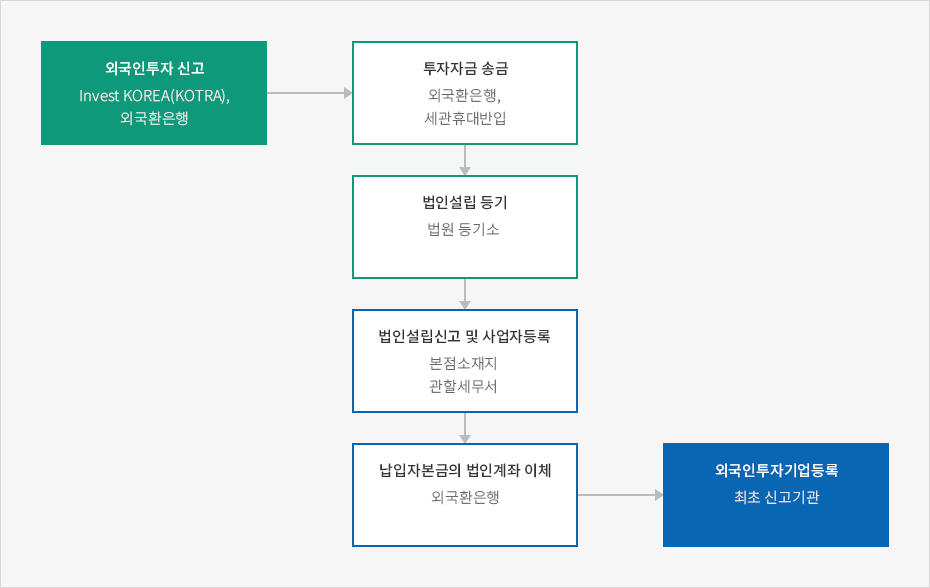 외국인투자 신고
Invest KOREA(KOTRA),
외국환은행
투자자금 송금
외국환은행,
세관휴대반입
법인설립 등기
법원 등기소
법인설립신고 및 사업자등록
본점소재지
관할세무서
납입자본금의 법인계좌 이체
외국환은행
외국인투자기업등록
최초 신고기관